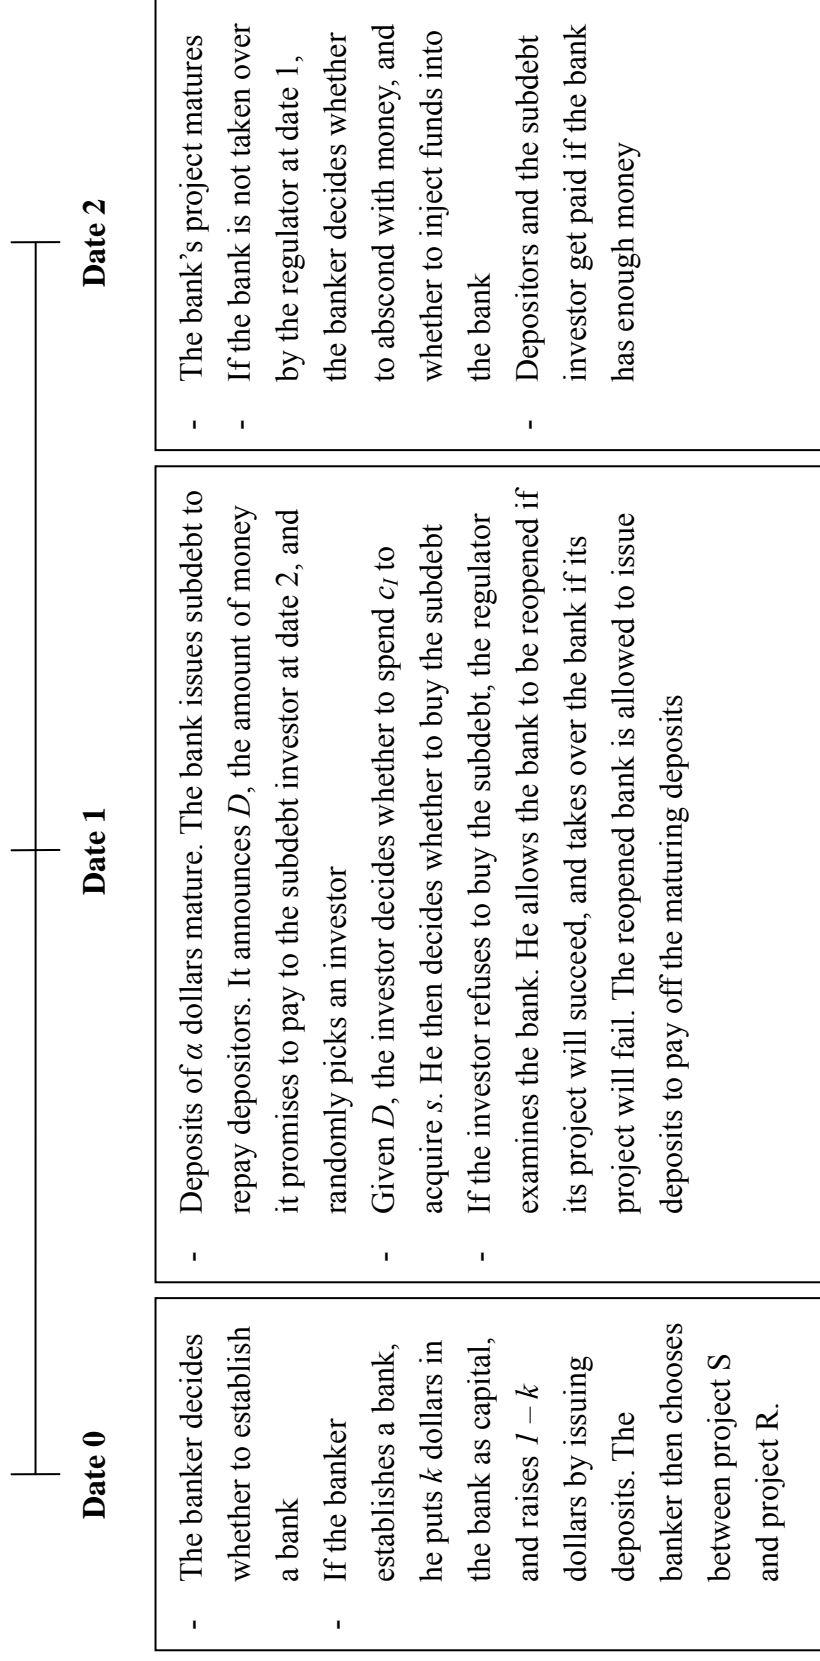 Date 0
Date 1
Date 2
- The banker decides
whether to establish
a bank
- If the banker
establishes a bank,
he puts k dollars in
the bank as capital,
and raises 1 – k
dollars by issuing
deposits. The
banker then chooses
between project S
and project R.
- Deposits of α dollars mature. The bank issues subdebt to
repay depositors. It announces D, the amount of money
it promises to pay to the subdebt investor at date 2, and
randomly picks an investor
- Given D, the investor decides whether to spend c_I to
acquire s. He then decides whether to buy the subdebt
- If the investor refuses to buy the subdebt, the regulator
examines the bank. He allows the bank to be reopened if
its project will succeed, and takes over the bank if its
project will fail. The reopened bank is allowed to issue
deposits to pay off the maturing deposits
- The bank's project matures
- If the bank is not taken over
by the regulator at date 1,
the banker decides whether
to abscond with money, and
whether to inject funds into
the bank
- Depositors and the subdebt
investor get paid if the bank
has enough money